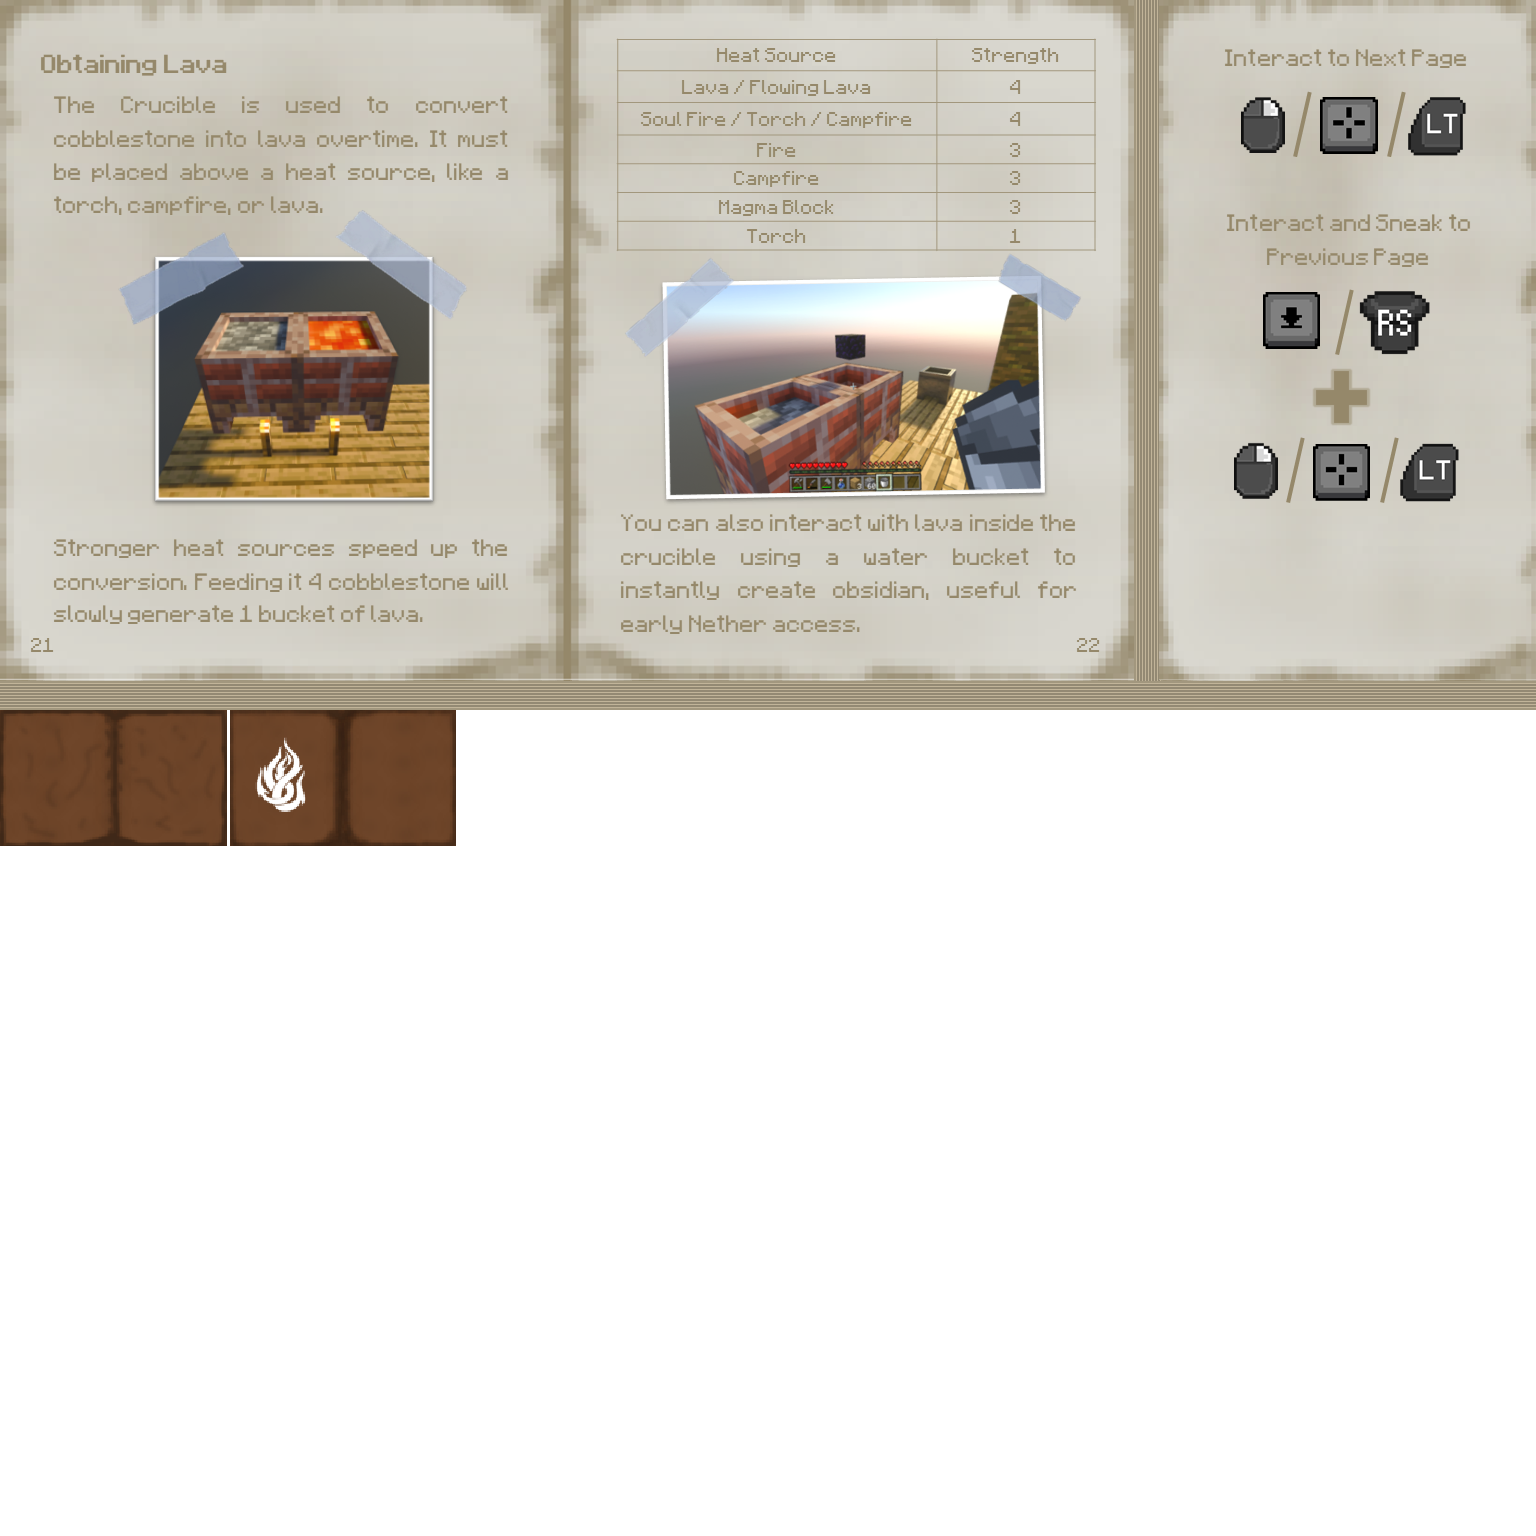 Obtaining Lava
The Crucible is used to convert
cobblestone into lava overtime. It must
be placed above a heat source, like a
torch, campfire, or lava.
Stronger heat sources speed up the
conversion. Feeding it 4 cobblestone will
slowly generate 1 bucket of lava.
21
Heat Source Strength
Lava / Flowing Lava 4
Soul Fire / Torch / Campfire 4
Fire 3
Campfire 3
Magma Block 3
Torch 1
You can also interact with lava inside the
crucible using a water bucket to
instantly create obsidian, useful for
early Nether access.
22
Interact to Next Page
LT
Interact and Sneak to
Previous Page
RS
LT